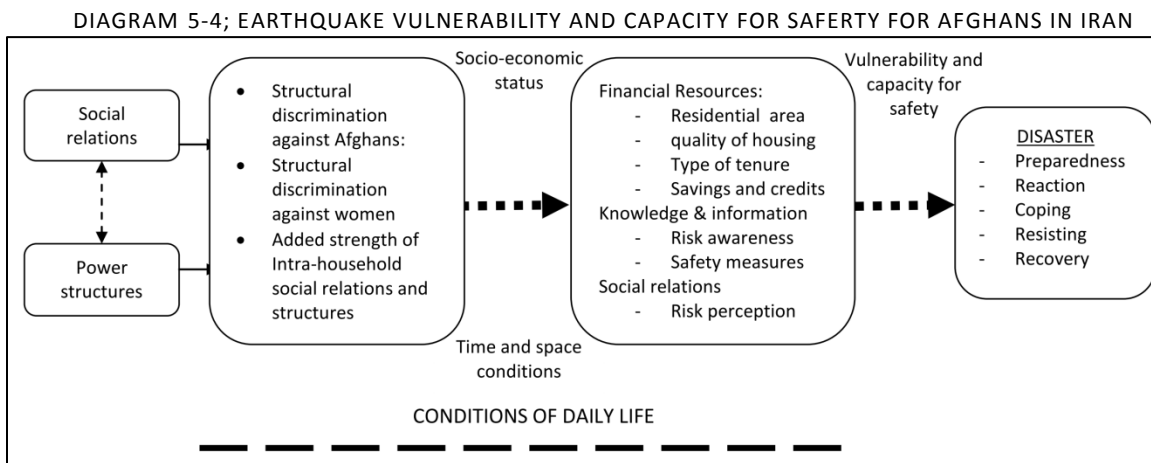 DIAGRAM 5-4; EARTHQUAKE VULNERABILITY AND CAPACITY FOR SAFERTY FOR AFGHANS IN IRAN
Social
relations
Power
structures
● Structural
discrimination
against Afghans:
● Structural
discrimination
against women
● Added strength of
Intra-household
social relations and
structures
Socio-economic
status
Time and space
conditions
Financial Resources:
- Residential area
- quality of housing
- Type of tenure
- Savings and credits
Knowledge & information
- Risk awareness
- Safety measures
Social relations
- Risk perception
Vulnerability and
capacity for
safety
DISASTER
- Preparedness
- Reaction
- Coping
- Resisting
- Recovery
CONDITIONS OF DAILY LIFE